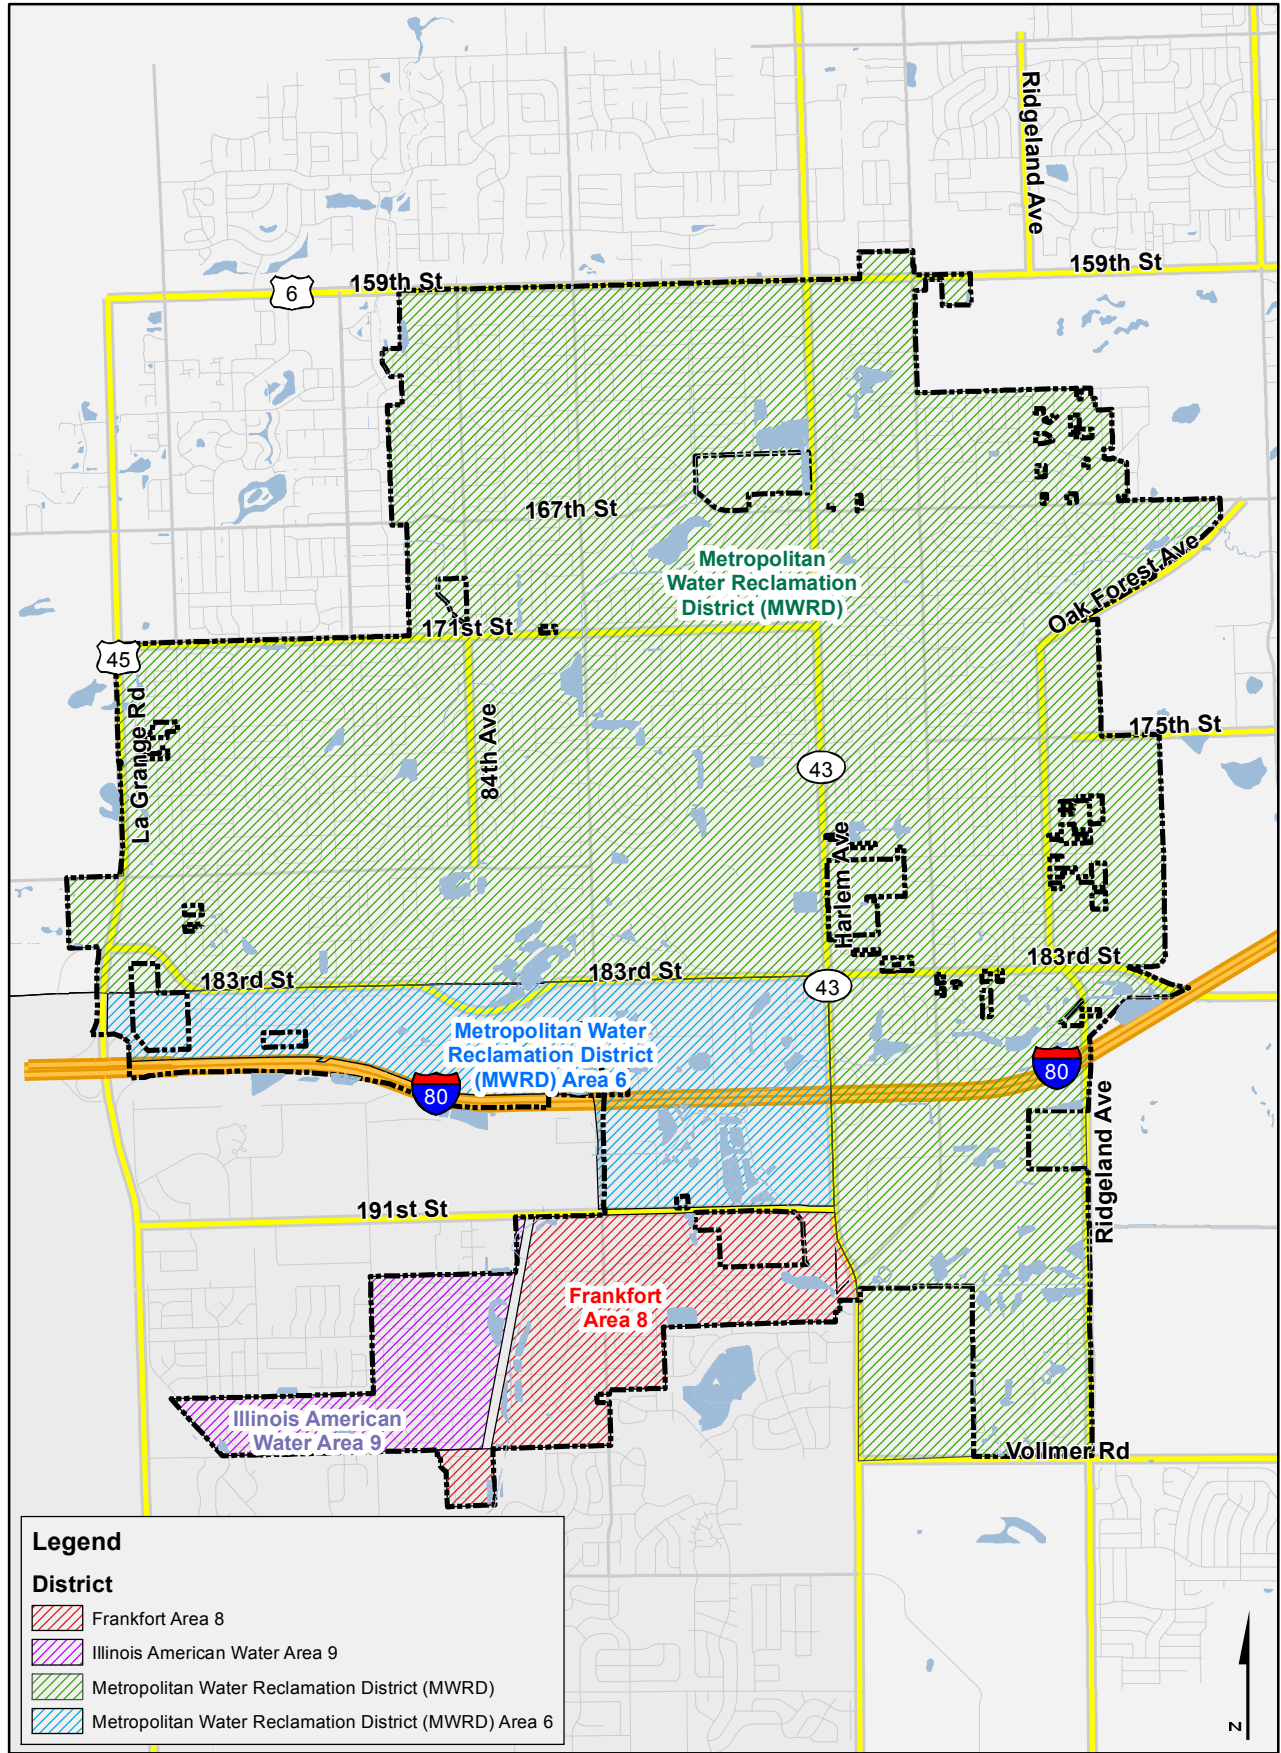 Ridgeland Ave
159th St
159th St
6
167th St
Metropolitan
Water Reclamation
District (MWRD)
Oak Forest Ave
171st St
45
La Grange Rd
84th Ave
175th St
43
Harlem Ave
183rd St
183rd St
183rd St
43
Metropolitan Water
Reclamation District
(MWRD) Area 6
80
80
Ridgeland Ave
191st St
Frankfort
Area 8
Illinois American
Water Area 9
Vollmer Rd
Legend
District
Frankfort Area 8
Illinois American Water Area 9
Metropolitan Water Reclamation District (MWRD)
Metropolitan Water Reclamation District (MWRD) Area 6
N